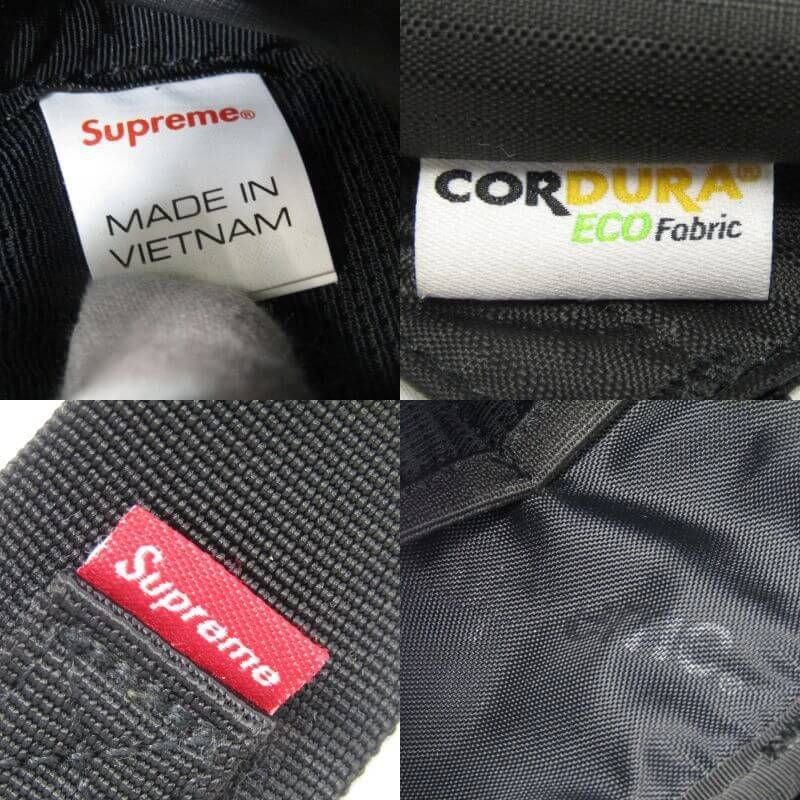 Supreme®
MADE IN
VIETNAM
CORDURA®
ECO Fabric
Supreme